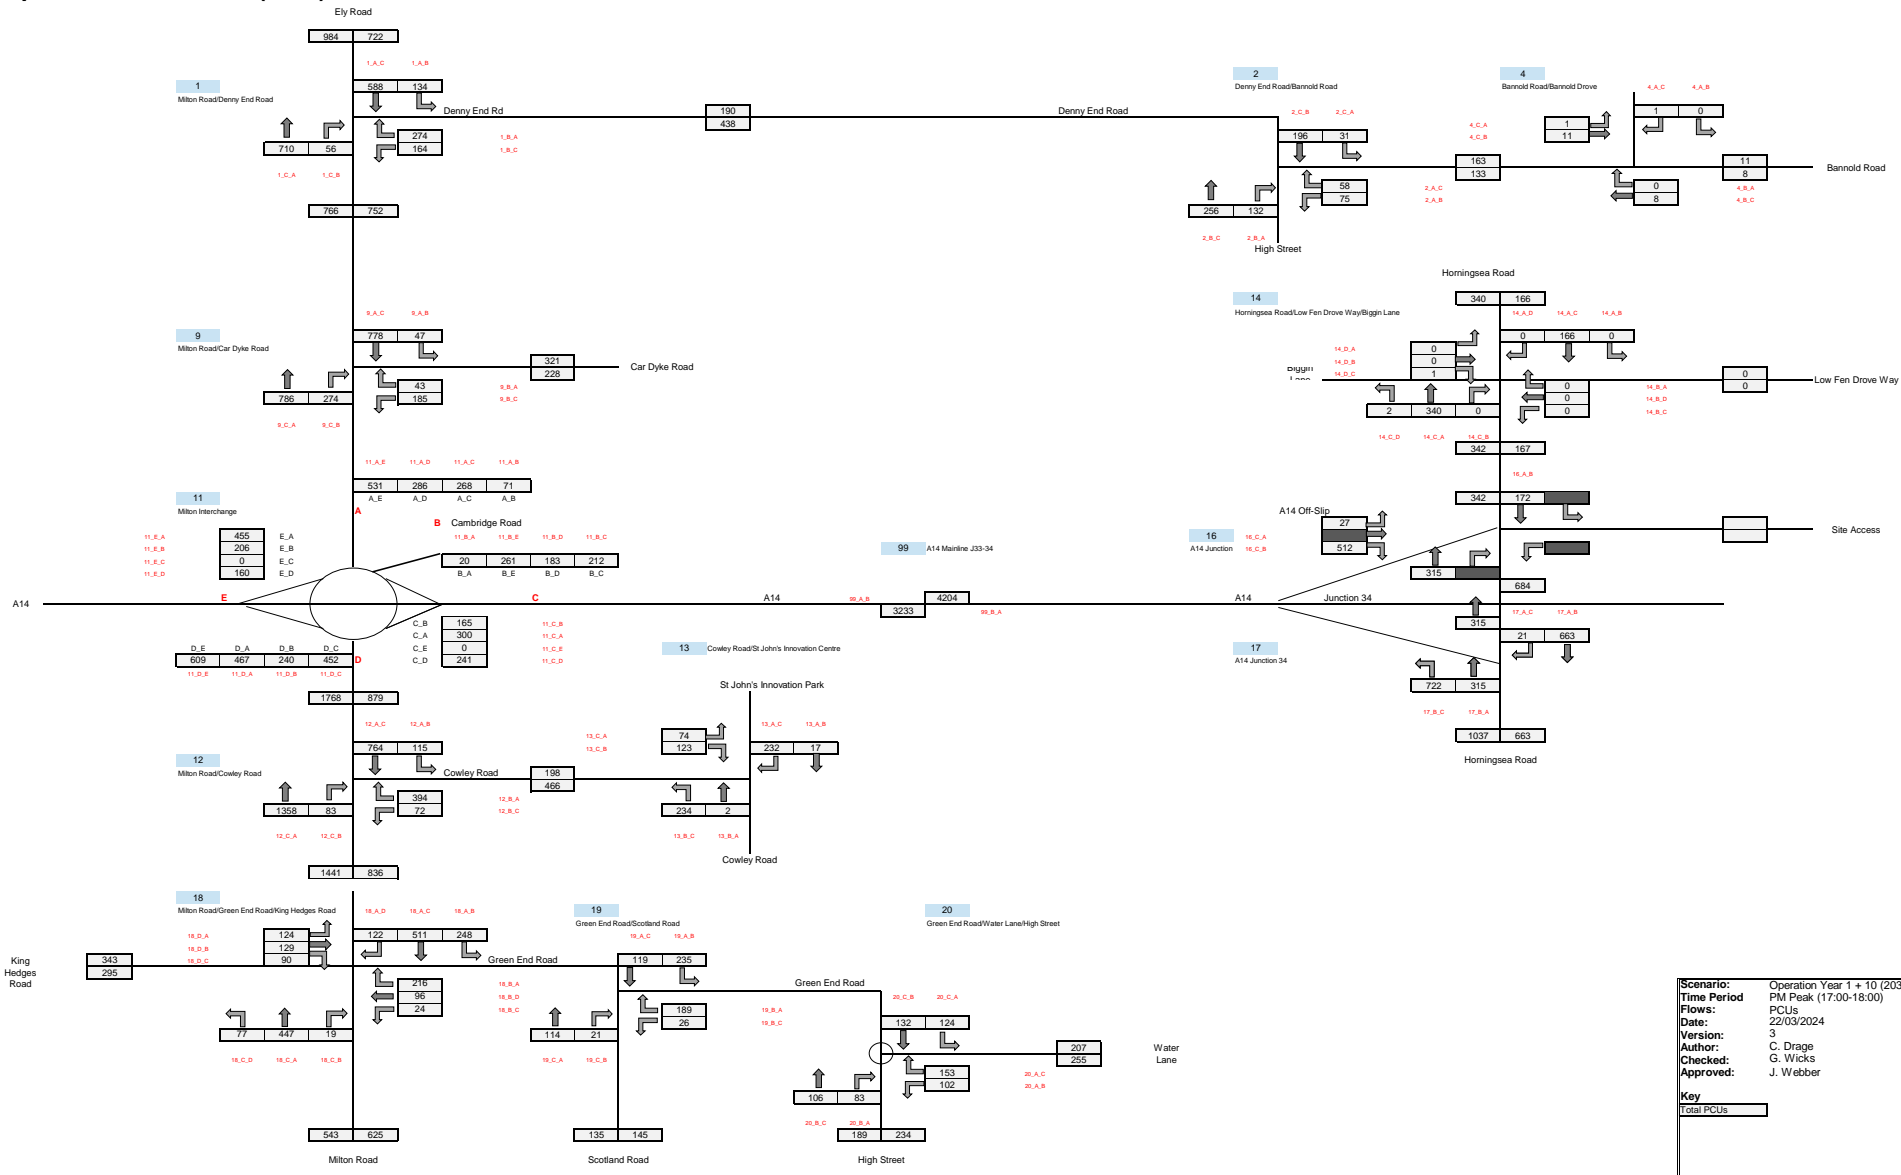 Ely Road
984 722
1_A_C 1_A_B
1
Milton Road/Denny End Road
588 134
Denny End Rd
190
438
Denny End Road
274
164
1_B_A
1_B_C
710 56
1_C_A 1_C_B
766 752
2
Denny End Road/Bannold Road
2_C_B 2_C_A
196 31
58
75
2_A_C
2_A_B
256 132
2_B_C 2_B_A
High Street
4
Bannold Road/Bannold Drove
4_A_C 4_A_B
1 0
4_C_A
4_C_B
1
11
163
133
11
8
Bannold Road
0
8
4_B_A
4_B_C
9
Milton Road/Car Dyke Road
9_A_C 9_A_B
778 47
321
228
Car Dyke Road
43
185
9_B_A
9_B_C
786 274
9_C_A 9_C_B
Horningsea Road
14
Horningsea Road/Low Fen Drove Way/Biggin Lane
340 166
14_A_D 14_A_C 14_A_B
0 166 0
14_D_A
14_D_B
14_D_C
0
0
1
Biggin
Lane
0
0
Low Fen Drove Way
0
0
0
14_B_A
14_B_D
14_B_C
2 340 0
14_C_D 14_C_A 14_C_B
342 167
11
Milton Interchange
11_A_E 11_A_D 11_A_C 11_A_B
531 286 268 71
A_E A_D A_C A_B
A
B Cambridge Road
11_B_A 11_B_E 11_B_D 11_B_C
20 261 183 212
B_A B_E B_D B_C
11_E_A 455 E_A
11_E_B 206 E_B
11_E_C 0 E_C
11_E_D 160 E_D
A14
E
C
A14
C_B 165 11_C_B
C_A 300 11_C_A
C_E 0 11_C_E
C_D 241 11_C_D
D_E D_A D_B D_C
609 467 240 452
D
11_D_E 11_D_A 11_D_B 11_D_C
1768 879
99
A14 Mainline J33-34
99_A_B
3233
4204
99_B_A
16_A_B
342 172
A14 Off-Slip
16
A14 Junction
16_C_A
16_C_B
27
512
Site Access
315
684
A14
Junction 34
315
17_A_C 17_A_B
21 663
17
A14 Junction 34
722 315
17_B_C 17_B_A
1037 663
Horningsea Road
12
Milton Road/Cowley Road
12_A_C 12_A_B
764 115
Cowley Road
198
466
394
72
12_B_A
12_B_C
1358 83
12_C_A 12_C_B
1441 836
13
Cowley Road/St John's Innovation Centre
St John's Innovation Park
13_C_A
13_C_B
74
123
13_A_C 13_A_B
232 17
234 2
13_B_C 13_B_A
Cowley Road
18
Milton Road/Green End Road/King Hedges Road
18_A_D 18_A_C 18_A_B
122 511 248
18_D_A
18_D_B
18_D_C
124
129
90
King
Hedges
Road
343
295
Green End Road
216
96
24
18_B_A
18_B_D
18_B_C
77 447 19
18_C_D 18_C_A 18_C_B
543 625
Milton Road
19
Green End Road/Scotland Road
19_A_C 19_A_B
119 235
Green End Road
189
26
19_B_A
19_B_C
114 21
19_C_A 19_C_B
135 145
Scotland Road
20
Green End Road/Water Lane/High Street
20_C_B 20_C_A
132 124
207
255
Water
Lane
153
102
20_A_C
20_A_B
106 83
20_B_C 20_B_A
189 234
High Street
Scenario: Operation Year 1 + 10 (203
Time Period PM Peak (17:00-18:00)
Flows: PCUs
Date: 22/03/2024
Version: 3
Author: C. Drage
Checked: G. Wicks
Approved: J. Webber
Key
Total PCUs